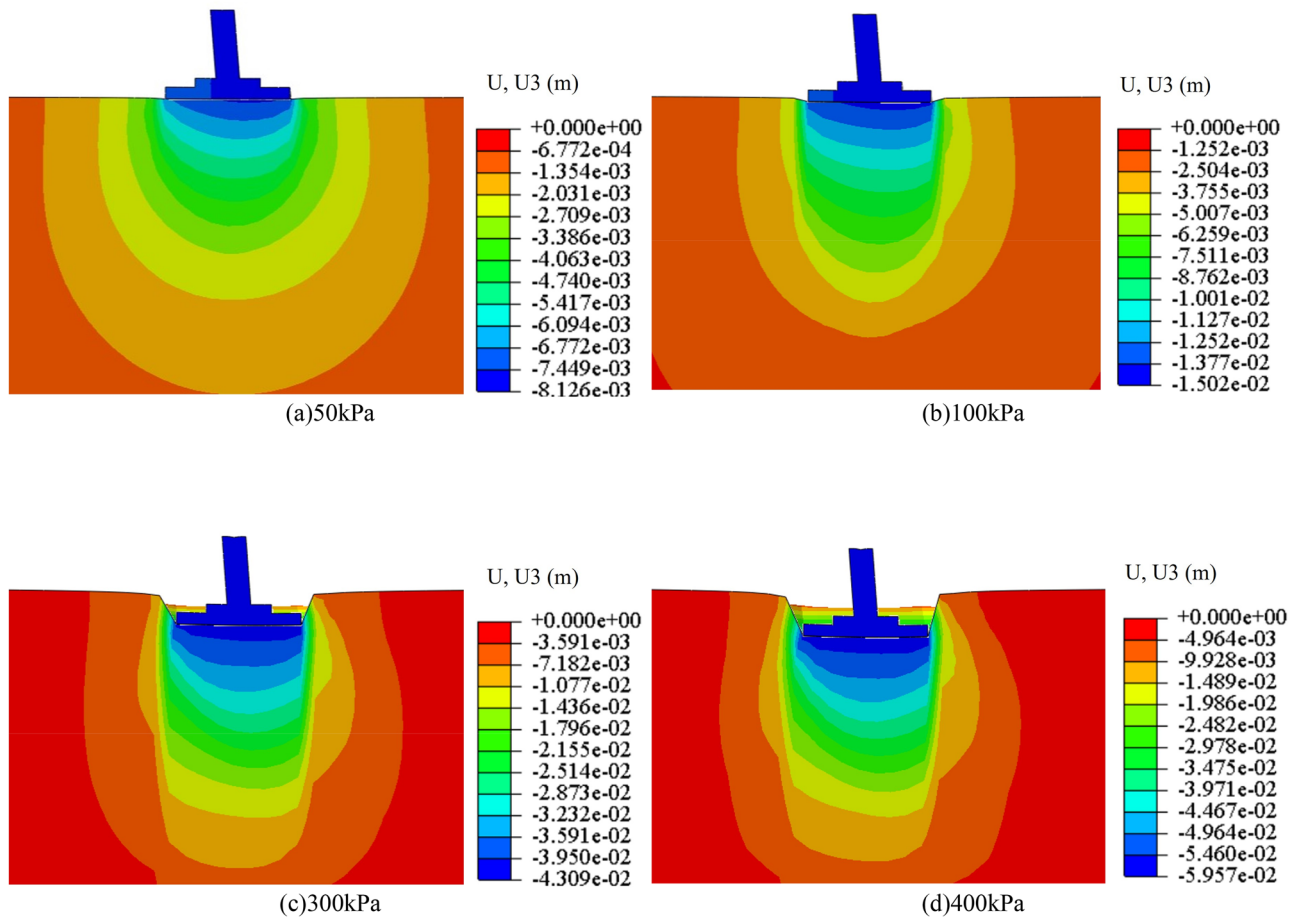 U, U3 (m)
+0.000e+00
-6.772e-04
-1.354e-03
-2.031e-03
-2.709e-03
-3.386e-03
-4.063e-03
-4.740e-03
-5.417e-03
-6.094e-03
-6.772e-03
-7.449e-03
-8.126e-03
(a)50kPa
U, U3 (m)
+0.000e+00
-1.252e-03
-2.504e-03
-3.755e-03
-5.007e-03
-6.259e-03
-7.511e-03
-8.762e-03
-1.001e-02
-1.127e-02
-1.252e-02
-1.377e-02
-1.502e-02
(b)100kPa
U, U3 (m)
+0.000e+00
-3.591e-03
-7.182e-03
-1.077e-02
-1.436e-02
-1.796e-02
-2.155e-02
-2.514e-02
-2.873e-02
-3.232e-02
-3.591e-02
-3.950e-02
-4.309e-02
(c)300kPa
U, U3 (m)
+0.000e+00
-4.964e-03
-9.928e-03
-1.489e-02
-1.986e-02
-2.482e-02
-2.978e-02
-3.475e-02
-3.971e-02
-4.467e-02
-4.964e-02
-5.460e-02
-5.957e-02
(d)400kPa